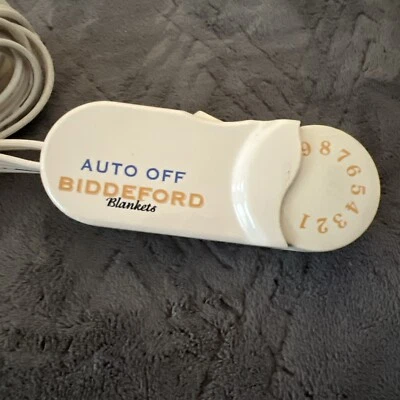 AUTO OFF
BIDDEFORD
Blankets
9 8 7 6 5 4 3 2 1